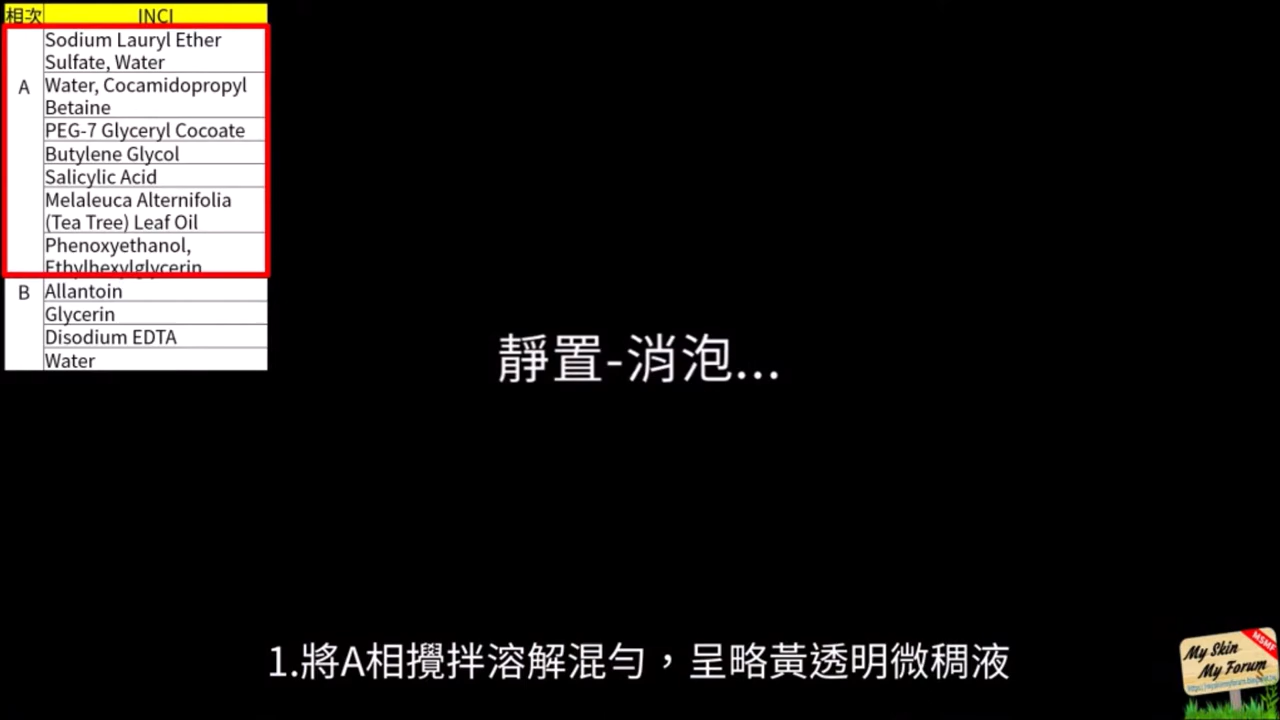 相次 INCI
A
Sodium Lauryl Ether
Sulfate, Water
Water, Cocamidopropyl
Betaine
PEG-7 Glyceryl Cocoate
Butylene Glycol
Salicylic Acid
Melaleuca Alternifolia
(Tea Tree) Leaf Oil
Phenoxyethanol,
Ethylhexylglycerin
B
Allantoin
Glycerin
Disodium EDTA
Water
靜置-消泡...
1.將A相攪拌溶解混勻，呈略黃透明微稠液
My Skin
My Forum
MSMF